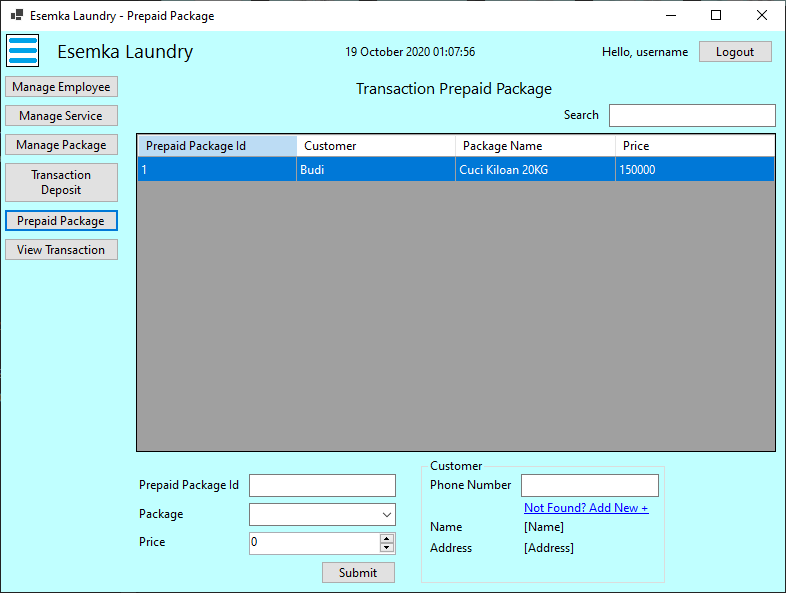 Esemka Laundry - Prepaid Package
Esemka Laundry
19 October 2020 01:07:56
Hello, username
Logout
Manage Employee
Manage Service
Manage Package
Transaction
Deposit
Prepaid Package
View Transaction
Transaction Prepaid Package
Search
Prepaid Package Id Customer Package Name Price
1 Budi Cuci Kiloan 20KG 150000
Prepaid Package Id
Package
Price 0
Submit
Customer
Phone Number
Not Found? Add New +
Name [Name]
Address [Address]